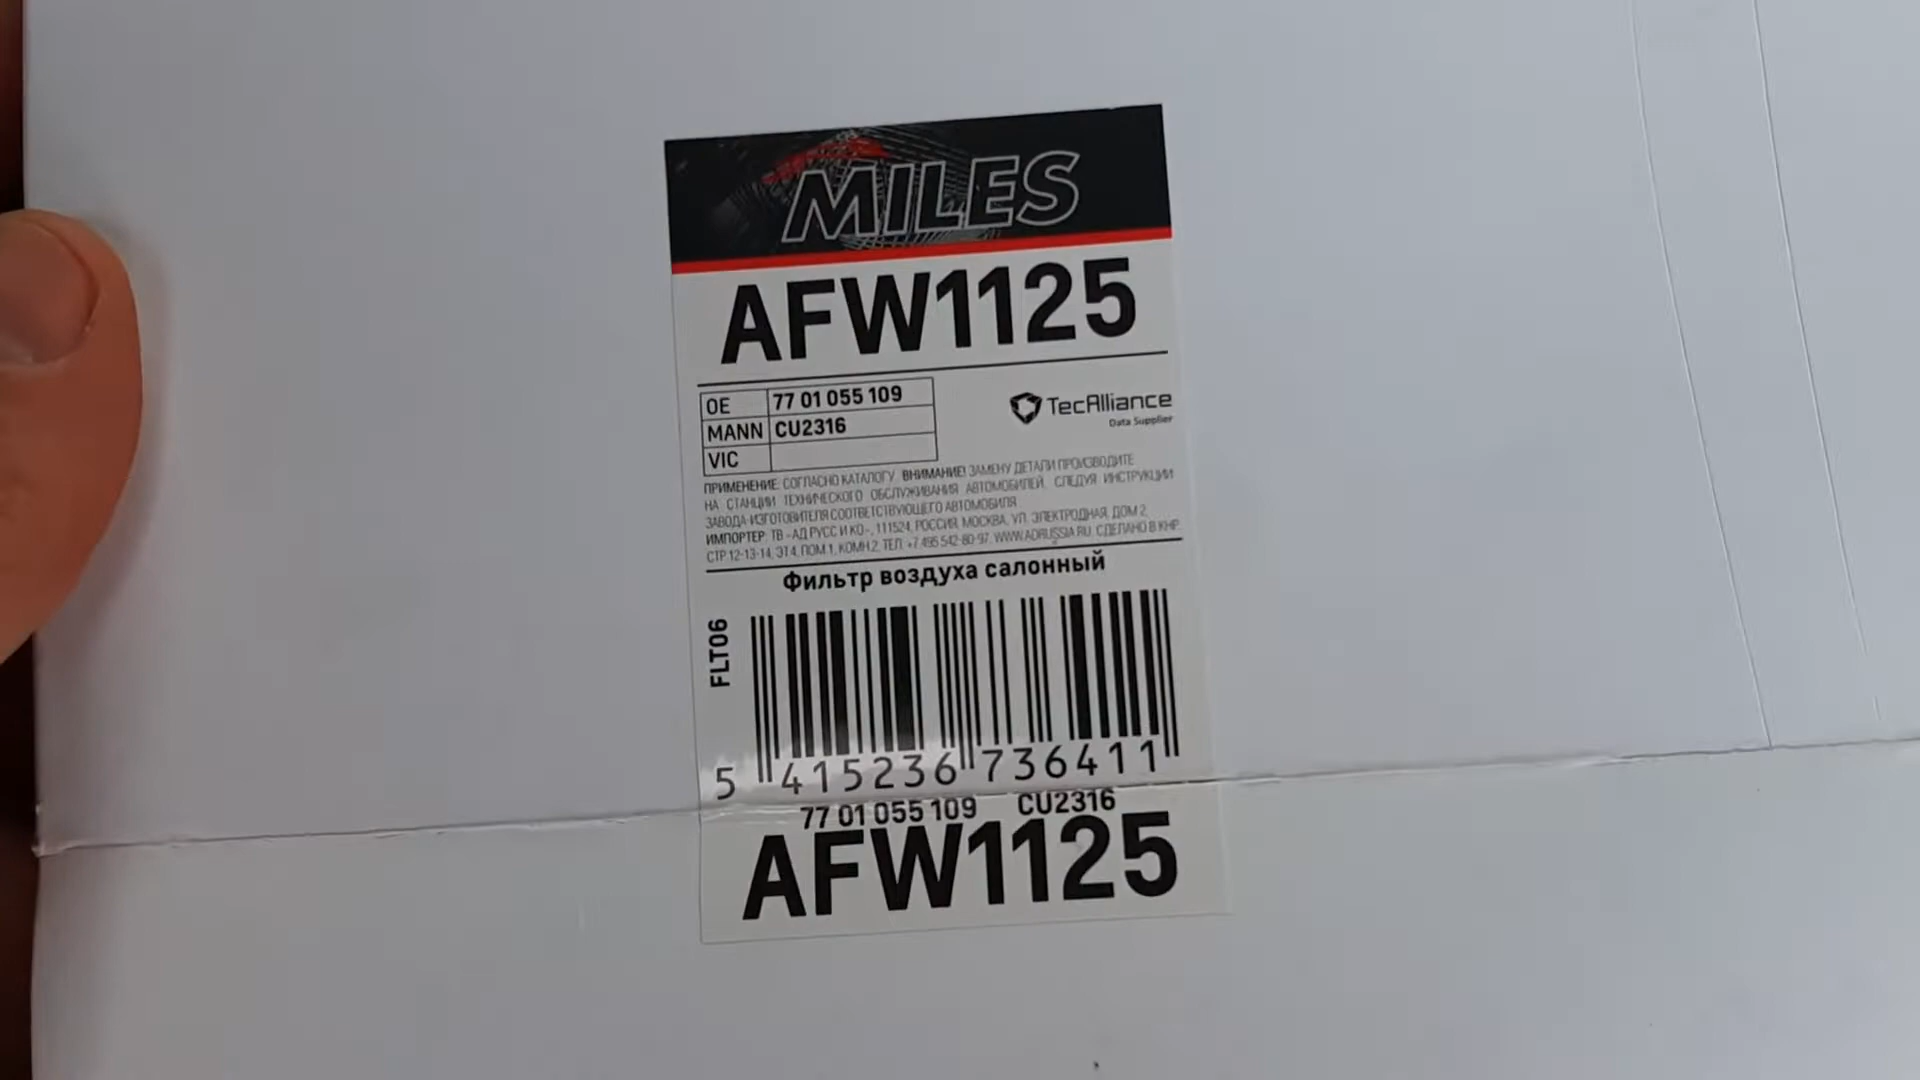 MILES
AFW1125
OE 77 01 055 109
MANN CU2316
VIC
TecAlliance
Data Supplier
ПРИМЕНЕНИЕ: СОГЛАСНО КАТАЛОГУ. ВНИМАНИЕ! ЗАМЕНУ ДЕТАЛИ ПРОИЗВОДИТЕ
НА СТАНЦИИ ТЕХНИЧЕСКОГО ОБСЛУЖИВАНИЯ АВТОМОБИЛЕЙ, СЛЕДУЯ ИНСТРУКЦИИ
ЗАВОДА-ИЗГОТОВИТЕЛЯ СООТВЕТСТВУЮЩЕГО АВТОМОБИЛЯ.
ИМПОРТЕР: ТВ «АД РУСС И КО», 111524, РОССИЯ, МОСКВА, УЛ. ЭЛЕКТРОДНАЯ, ДОМ 2,
СТР.12-13-14, ЭТ.4, ПОМ.1, КОМН.2, ТЕЛ. +7 495 542-80-97, WWW.ADRUSSIA.RU. СДЕЛАНО В КНР.
Фильтр воздуха салонный
FLT06
5 415236 736411
77 01 055 109 CU2316
AFW1125